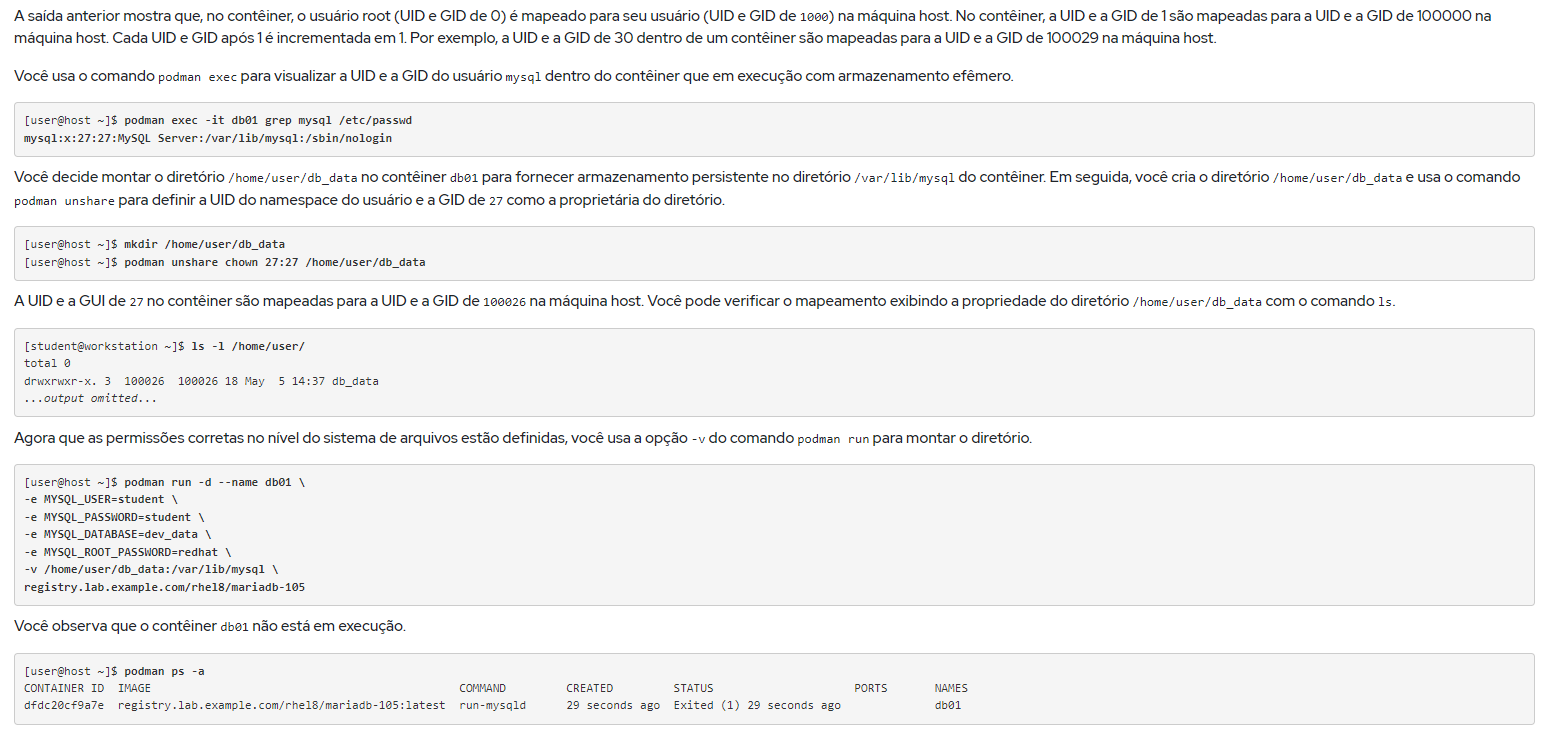 A saída anterior mostra que, no contêiner, o usuário root (UID e GID de 0) é mapeado para seu usuário (UID e GID de 1000) na máquina host. No contêiner, a UID e a GID de 1 são mapeadas para a UID e a GID de 100000 na
máquina host. Cada UID e GID após 1 é incrementada em 1. Por exemplo, a UID e a GID de 30 dentro de um contêiner são mapeadas para a UID e a GID de 100029 na máquina host.
Você usa o comando podman exec para visualizar a UID e a GID do usuário mysql dentro do contêiner que em execução com armazenamento efêmero.
[user@host ~]$ podman exec -it db01 grep mysql /etc/passwd
mysql:x:27:27:MySQL Server:/var/lib/mysql:/sbin/nologin
Você decide montar o diretório /home/user/db_data no contêiner db01 para fornecer armazenamento persistente no diretório /var/lib/mysql do contêiner. Em seguida, você cria o diretório /home/user/db_data e usa o comando
podman unshare para definir a UID do namespace do usuário e a GID de 27 como a proprietária do diretório.
[user@host ~]$ mkdir /home/user/db_data
[user@host ~]$ podman unshare chown 27:27 /home/user/db_data
A UID e a GUI de 27 no contêiner são mapeadas para a UID e a GID de 100026 na máquina host. Você pode verificar o mapeamento exibindo a propriedade do diretório /home/user/db_data com o comando ls.
[student@workstation ~]$ ls -l /home/user/
total 0
drwxrwxr-x. 3  100026  100026 18 May  5 14:37 db_data
...output omitted...
Agora que as permissões corretas no nível do sistema de arquivos estão definidas, você usa a opção -v do comando podman run para montar o diretório.
[user@host ~]$ podman run -d --name db01 \
-e MYSQL_USER=student \
-e MYSQL_PASSWORD=student \
-e MYSQL_DATABASE=dev_data \
-e MYSQL_ROOT_PASSWORD=redhat \
-v /home/user/db_data:/var/lib/mysql \
registry.lab.example.com/rhel8/mariadb-105
Você observa que o contêiner db01 não está em execução.
[user@host ~]$ podman ps -a
CONTAINER ID  IMAGE  COMMAND  CREATED  STATUS  PORTS  NAMES
dfdc20cf9a7e  registry.lab.example.com/rhel8/mariadb-105:latest  run-mysqld  29 seconds ago  Exited (1) 29 seconds ago  db01